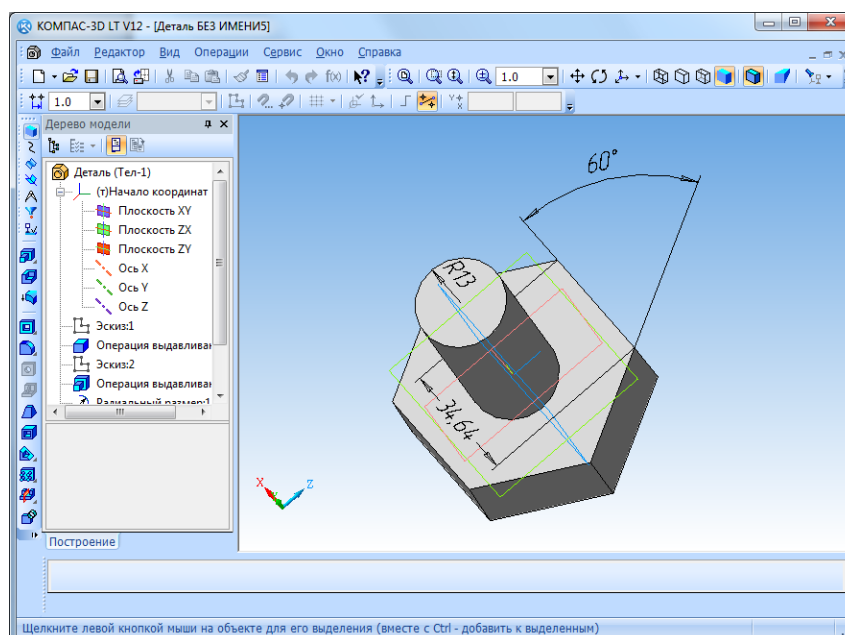 КОМПАС-3D LT V12 - [Деталь БЕЗ ИМЕНИ5]
Файл Редактор Вид Операции Сервис Окно Справка
1.0
1.0
Дерево модели
Деталь (Тел-1)
(т)Начало координат
Плоскость XY
Плоскость ZX
Плоскость ZY
Ось X
Ось Y
Ось Z
Эскиз:1
Операция выдавливан
Эскиз:2
Операция выдавливан
Радиальный размер:1
Построение
60°
R13
34,64
X
Y
Z
Щелкните левой кнопкой мыши на объекте для его выделения (вместе с Ctrl - добавить к выделенным)